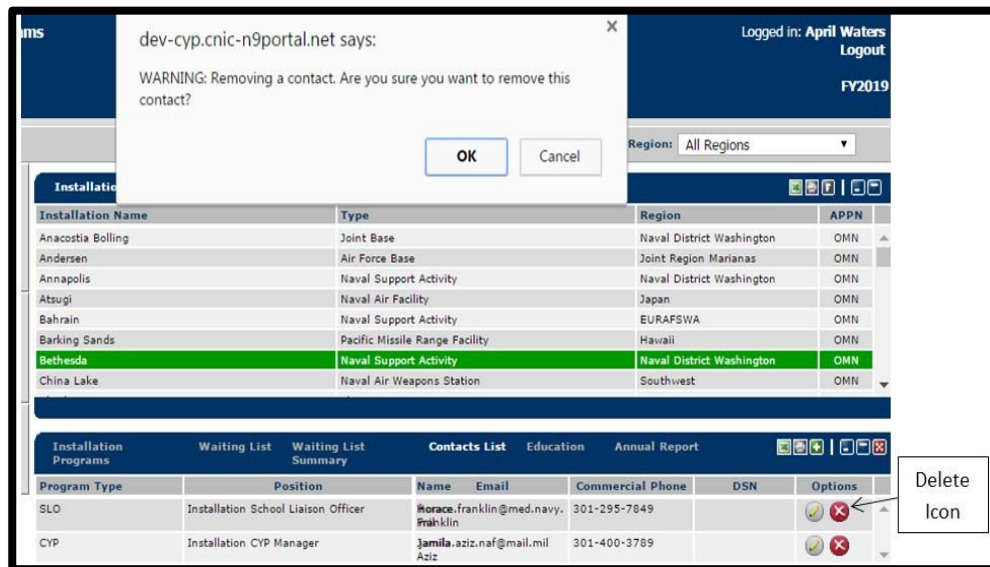 ms
dev-cyp.cnic-n9portal.net says:
WARNING: Removing a contact. Are you sure you want to remove this
contact?
OK Cancel
Logged in: April Waters
Logout
FY2019
Region: All Regions
Installatio
Installation Name Type Region APPN
Anacostia Bolling Joint Base Naval District Washington OMN
Andersen Air Force Base Joint Region Marianas OMN
Annapolis Naval Support Activity Naval District Washington OMN
Atsugi Naval Air Facility Japan OMN
Bahrain Naval Support Activity EURAFSWA OMN
Barking Sands Pacific Missile Range Facility Hawaii OMN
Bethesda Naval Support Activity Naval District Washington OMN
China Lake Naval Air Weapons Station Southwest OMN
Installation Waiting List Waiting List Contacts List Education Annual Report
Programs Summary
Program Type Position Name Email Commercial Phone DSN Options
SLO Installation School Liaison Officer Horace.franklin@med.navy. 301-295-7849
Franklin
CYP Installation CYP Manager Jamila.aziz.naf@mail.mil 301-400-3789
Aziz
Delete
Icon